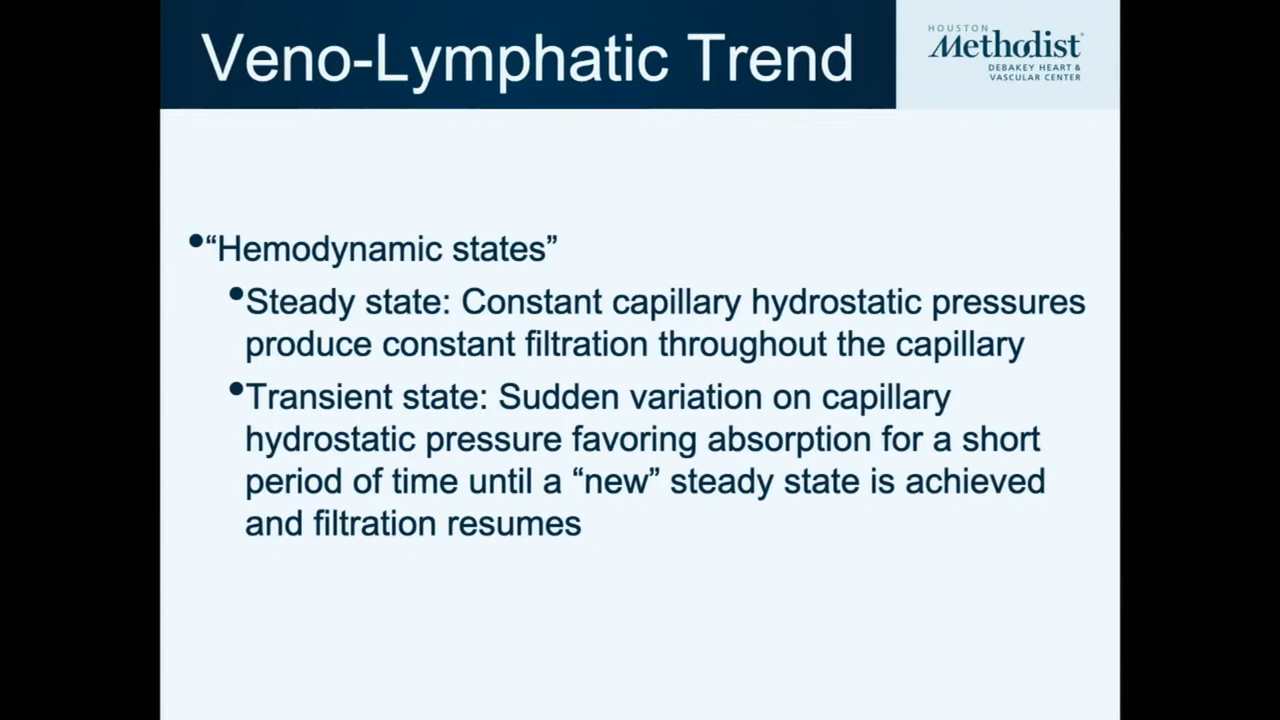 Veno-Lymphatic Trend
HOUSTON
Methodist®
DEBAKEY HEART &
VASCULAR CENTER
•“Hemodynamic states”
•Steady state: Constant capillary hydrostatic pressures
produce constant filtration throughout the capillary
•Transient state: Sudden variation on capillary
hydrostatic pressure favoring absorption for a short
period of time until a “new” steady state is achieved
and filtration resumes